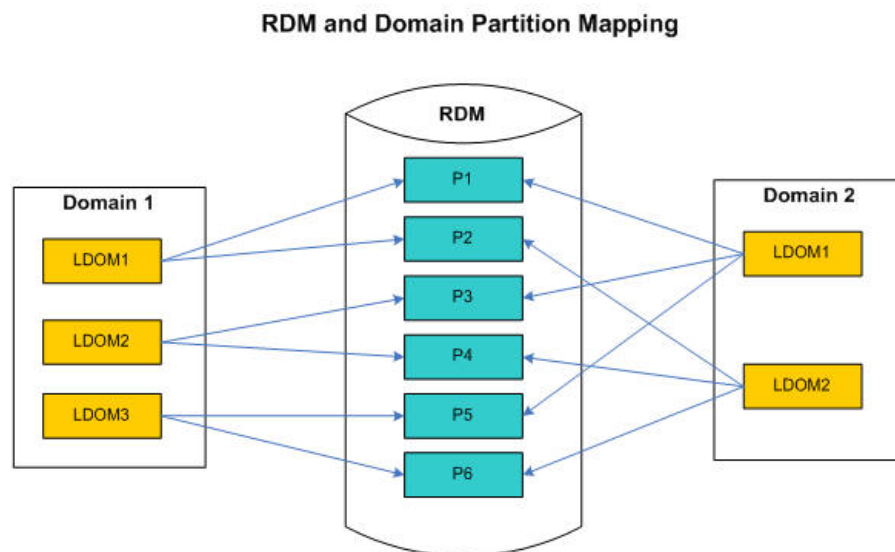 RDM and Domain Partition Mapping
RDM
Domain 1
LDOM1
LDOM2
LDOM3
P1
P2
P3
P4
P5
P6
Domain 2
LDOM1
LDOM2